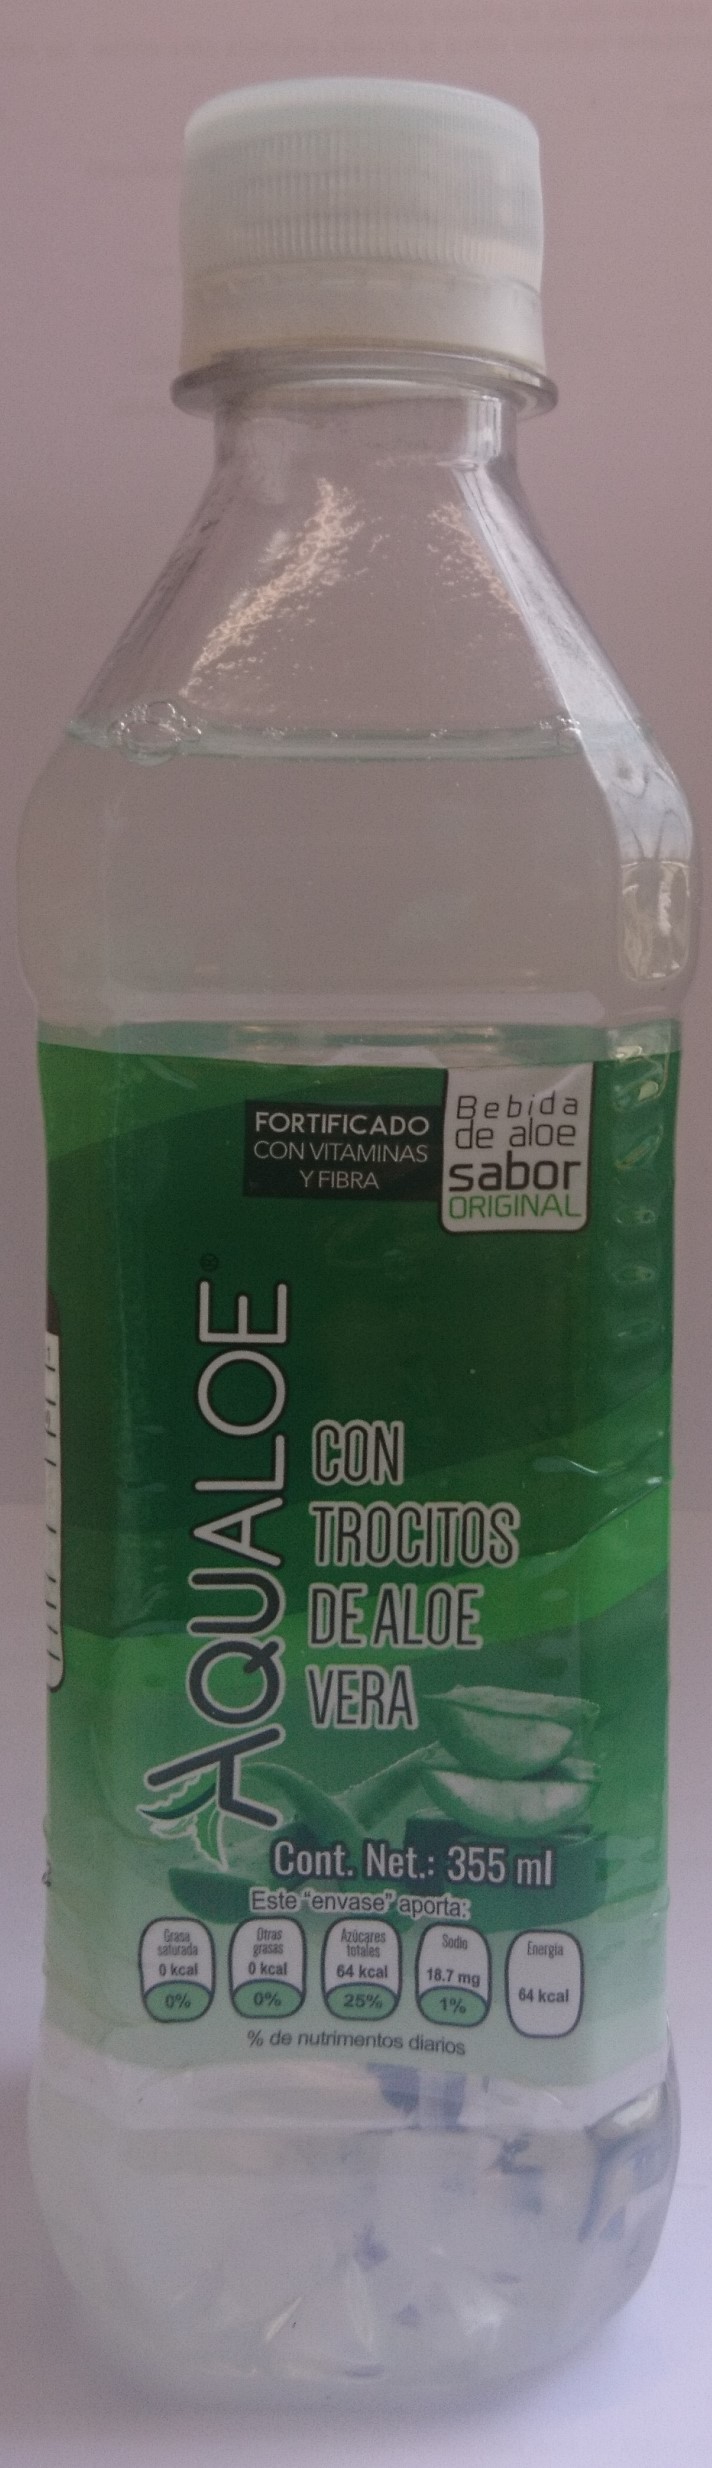 FORTIFICADO
CON VITAMINAS
Y FIBRA
Bebida
de aloe
sabor
ORIGINAL
AQUALOE®
CON
TROCITOS
DE ALOE
VERA
Cont. Net.: 355 ml
Este "envase" aporta:
Grasa
saturada
0 kcal
0%
Otras
grasas
0 kcal
0%
Azúcares
totales
64 kcal
25%
Sodio
18.7 mg
1%
Energía
64 kcal
% de nutrimentos diarios